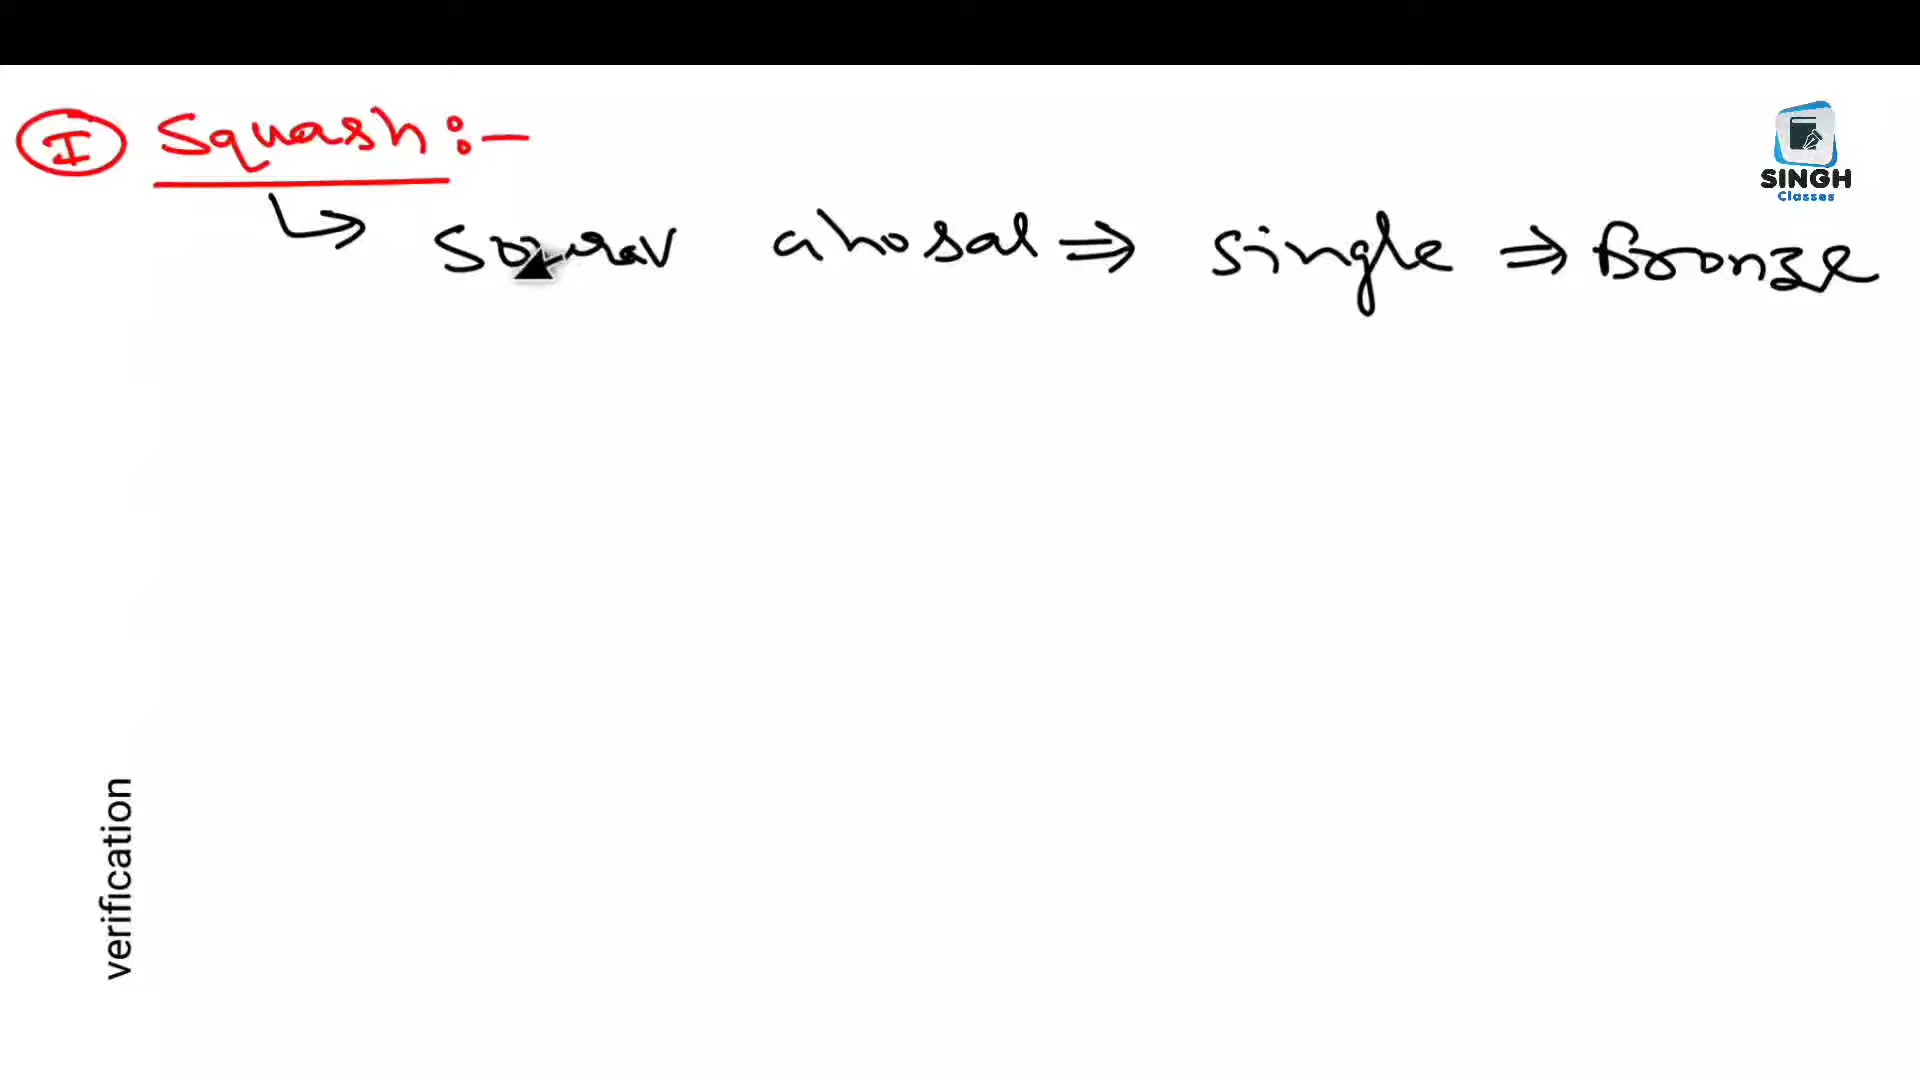 I Squash :-
↳ Sourav Ghosal ⇒ Single ⇒ Bronze
SINGH
Classes
verification